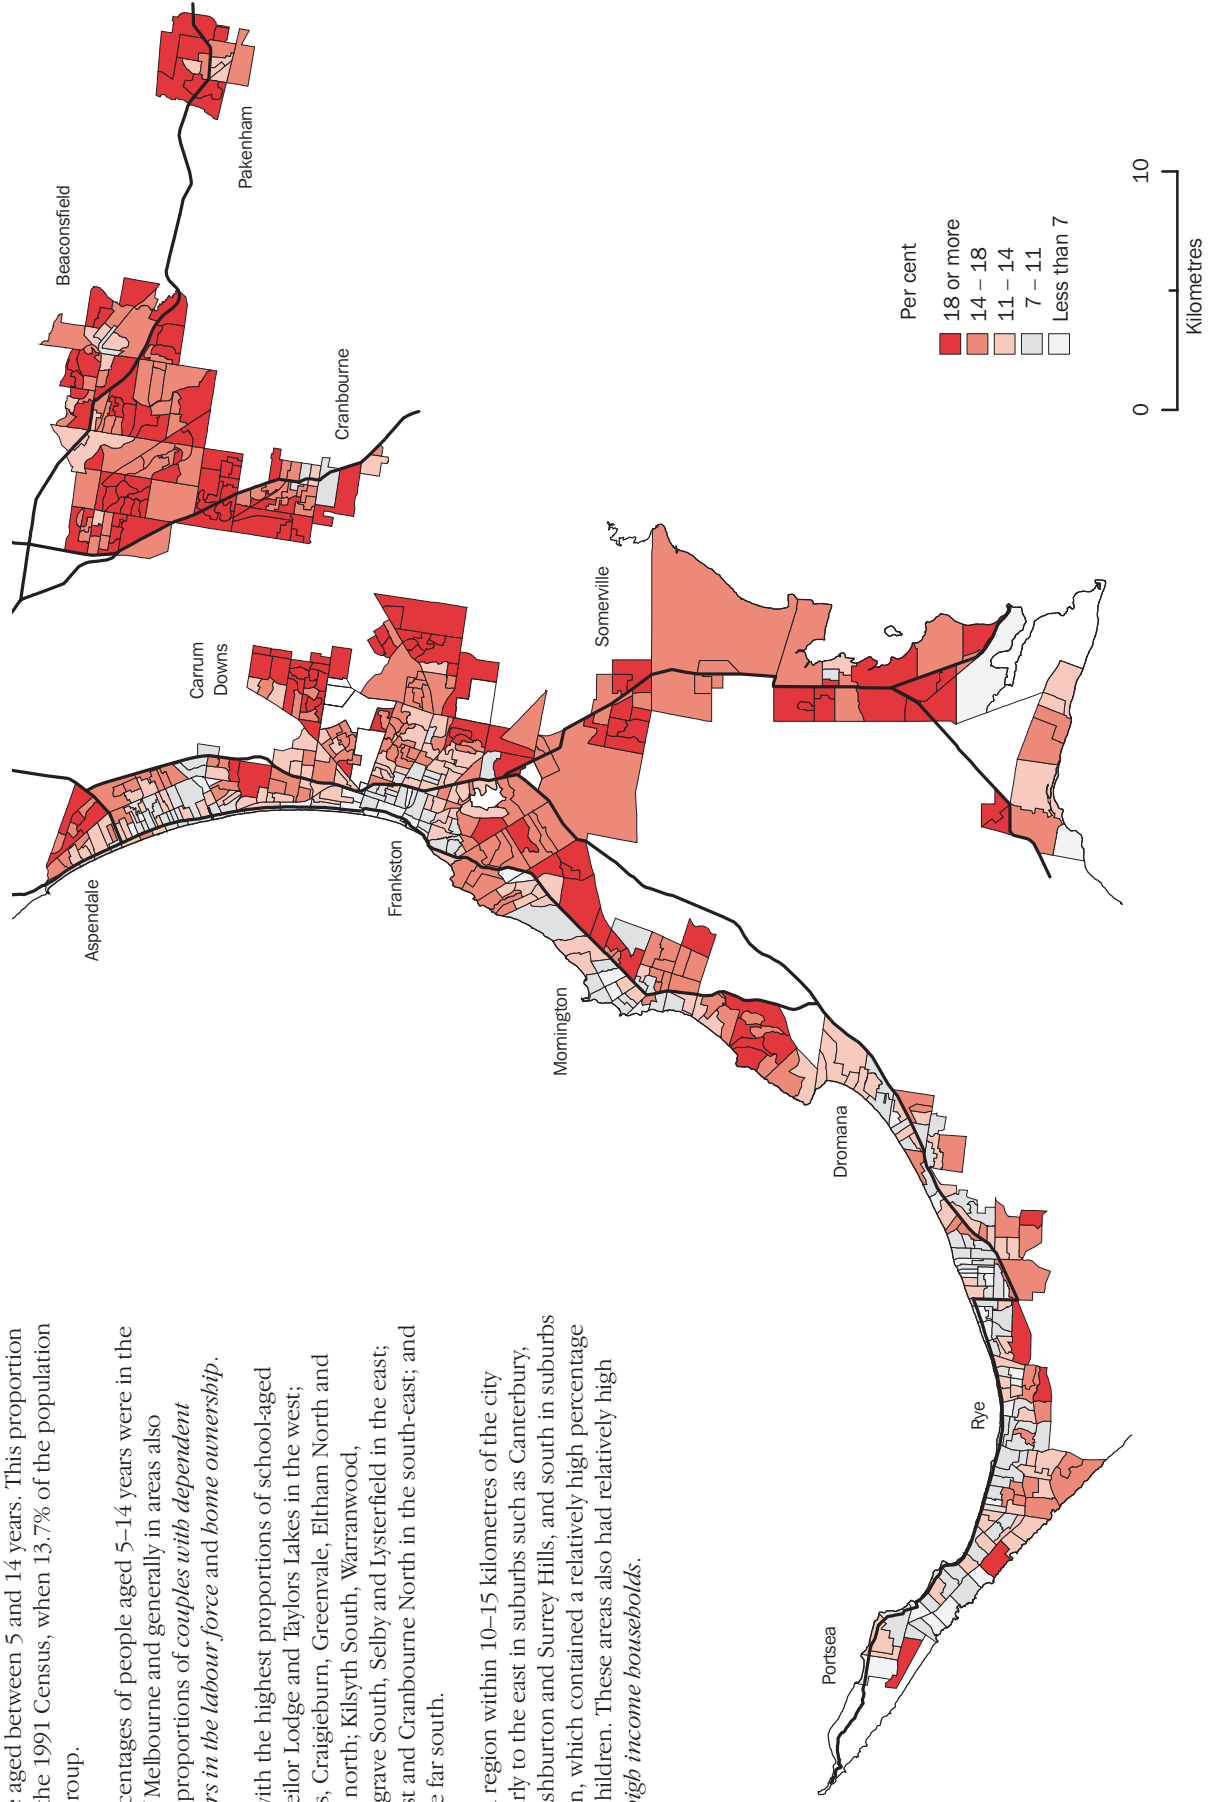 aged between 5 and 14 years. This proportion
the 1991 Census, when 13.7% of the population
roup.
centages of people aged 5–14 years were in the
Melbourne and generally in areas also
proportions of couples with dependent
rs in the labour force and home ownership.
with the highest proportions of school-aged
eilor Lodge and Taylors Lakes in the west;
s, Craigieburn, Greenvale, Eltham North and
north; Kilsyth South, Warranwood,
grave South, Selby and Lysterfield in the east;
st and Cranbourne North in the south-east; and
e far south.
region within 10–15 kilometres of the city
rly to the east in suburbs such as Canterbury,
shburton and Surrey Hills, and south in suburbs
n, which contained a relatively high percentage
hildren. These areas also had relatively high
high income households.
Aspendale
Carrum
Downs
Beaconsfield
Pakenham
Cranbourne
Frankston
Somerville
Mornington
Dromana
Rye
Portsea
Per cent
18 or more
14 – 18
11 – 14
7 – 11
Less than 7
0
10
Kilometres